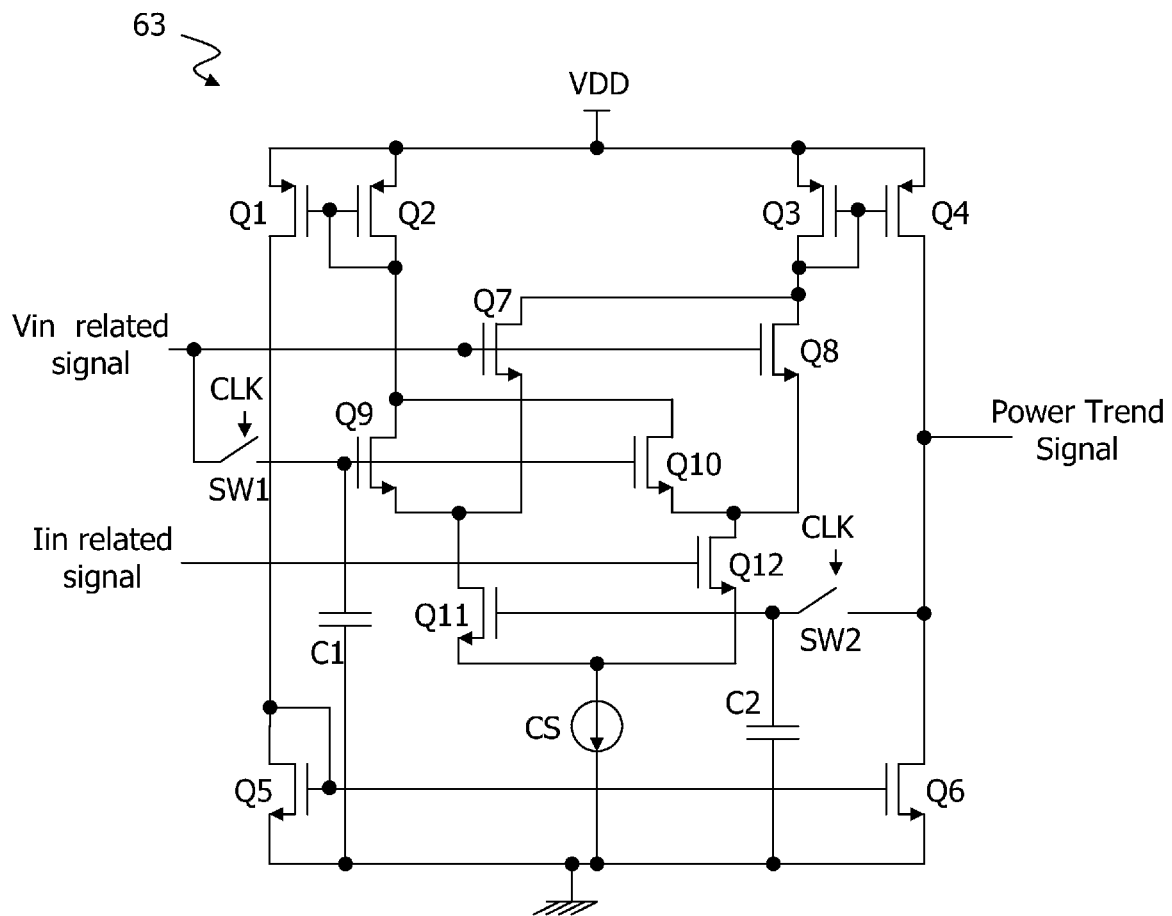 63
VDD
Q1
Q2
Q3
Q4
Q7
Vin related
signal
Q8
CLK
Q9
Power Trend
Signal
SW1
Q10
CLK
Iin related
signal
Q12
Q11
SW2
C1
C2
CS
Q5
Q6